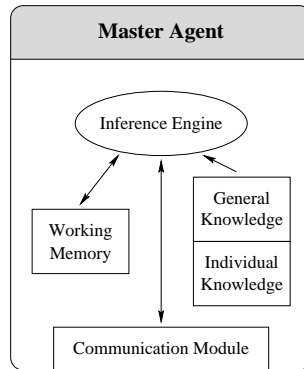 Master Agent
Inference Engine
General
Knowledge
Working
Memory
Individual
Knowledge
Communication Module